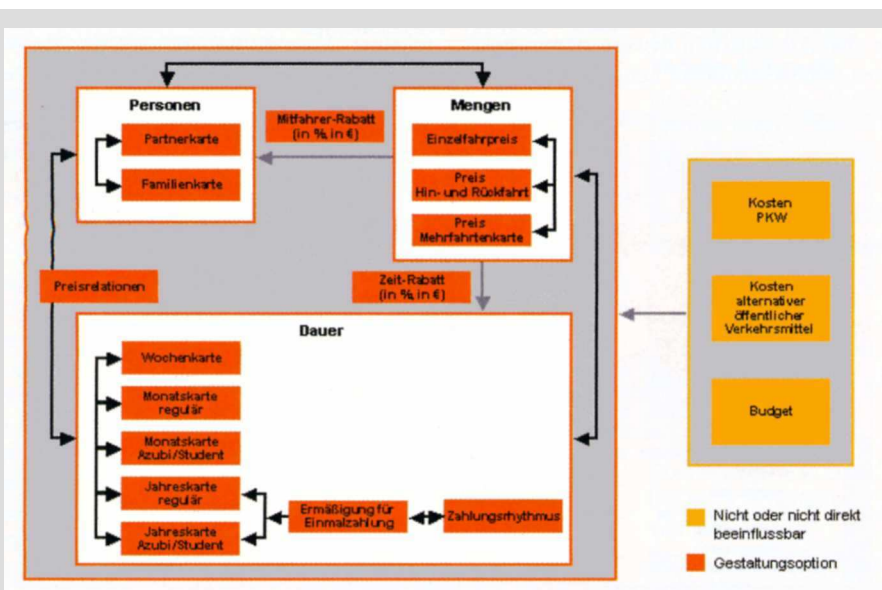 Personen
Partnerkarte
Familienkarte
Mitfahrer-Rabatt
(in %, in €)
Mengen
Einzelfahrpreis
Preis
Hin- und Rückfahrt
Preis
Mehrfahrtenkarte
Preisrelationen
Zeit-Rabatt
(in %, in €)
Dauer
Wochenkarte
Monatskarte
regulär
Monatskarte
Azubi/Student
Jahreskarte
regulär
Jahreskarte
Azubi/Student
Ermäßigung für
Einmalzahlung
Zahlungsrhythmus
Kosten
PKW
Kosten
alternativer
öffentlicher
Verkehrsmittel
Budget
Nicht oder nicht direkt
beeinflussbar
Gestaltungsoption